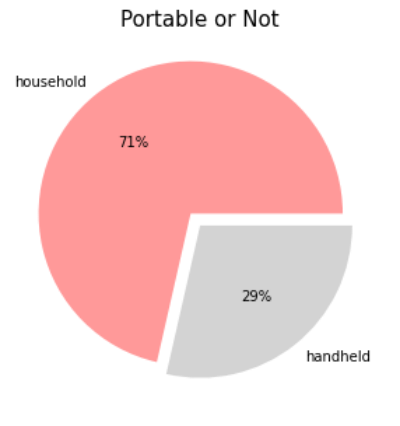 Portable or Not
household
71%
29%
handheld